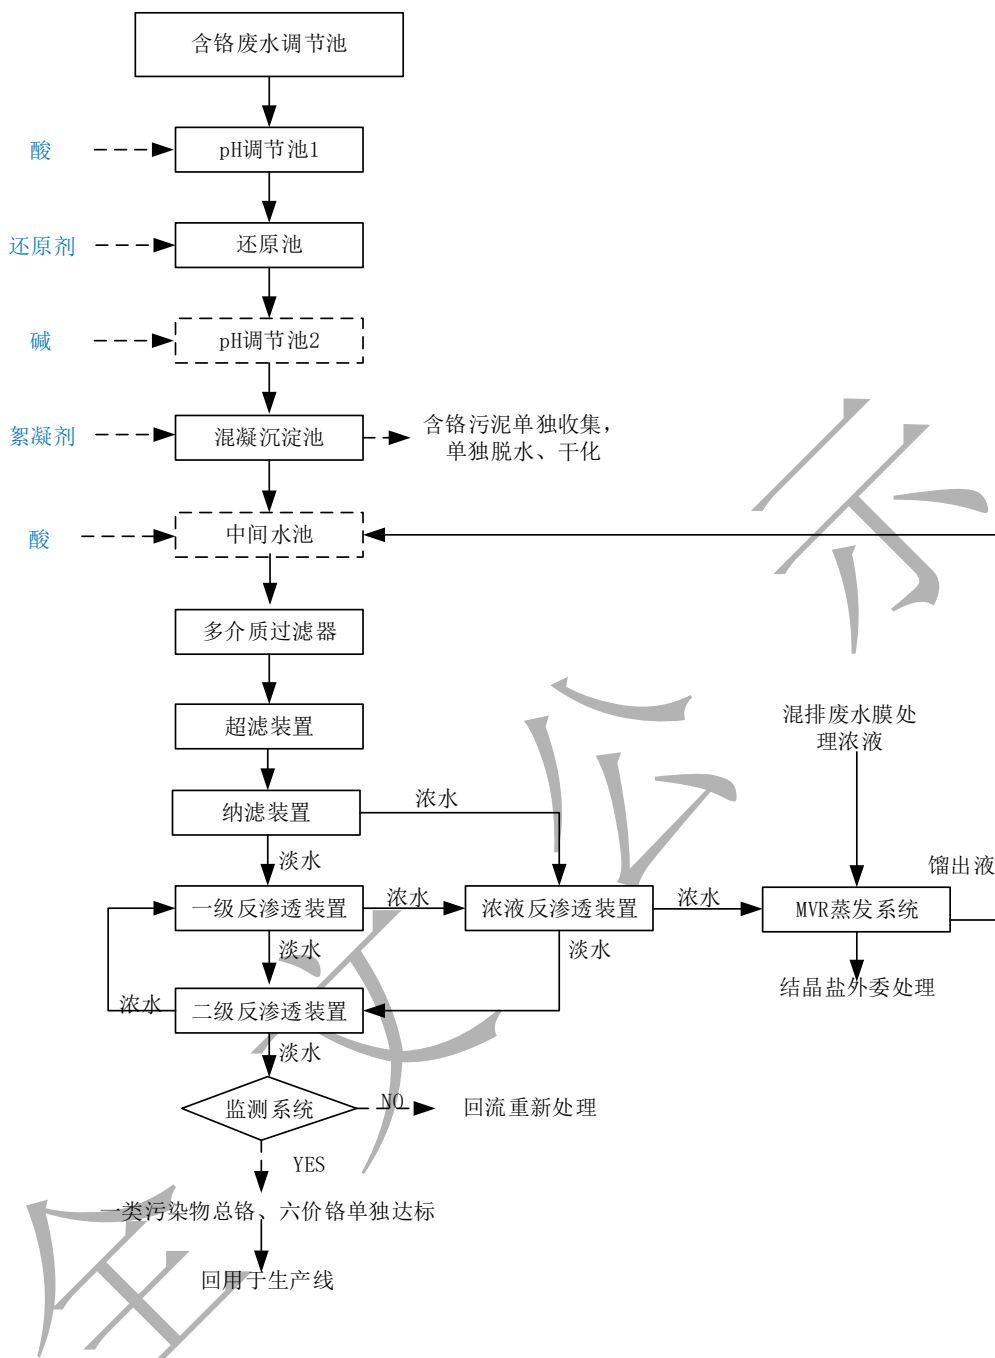 含铬废水调节池
酸
pH调节池1
还原剂
还原池
碱
pH调节池2
絮凝剂
混凝沉淀池
含铬污泥单独收集，
单独脱水、干化
酸
中间水池
多介质过滤器
超滤装置
混排废水膜处
理浓液
纳滤装置
浓水
淡水
馏出液
一级反渗透装置
浓水
浓液反渗透装置
浓水
MVR蒸发系统
淡水
淡水
结晶盐外委处理
浓水
二级反渗透装置
淡水
监测系统
NO
回流重新处理
YES
一类污染物总铬、六价铬单独达标
回用于生产线
全文公示